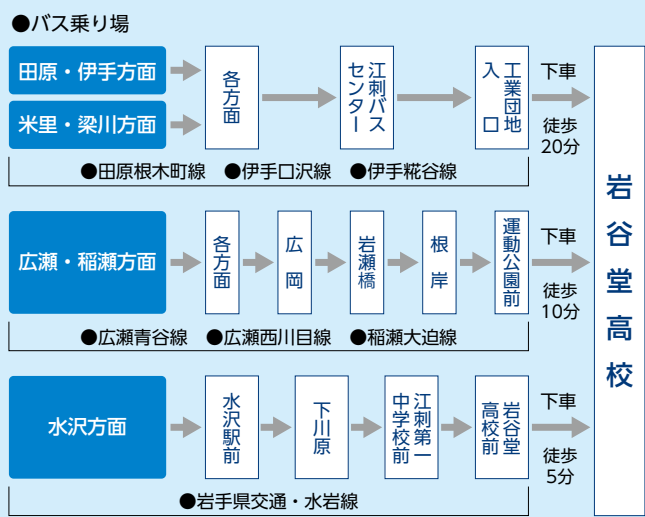 ●バス乗り場
田原・伊手方面
米里・梁川方面
各方面
江刺バス
センター
工業団地
入口
下車
徒歩
20分
●田原根木町線 ●伊手口沢線 ●伊手糀谷線
広瀬・稲瀬方面
各方面
広岡
岩瀬橋
根岸
運動公園前
下車
徒歩
10分
●広瀬青谷線 ●広瀬西川目線 ●稲瀬大迫線
水沢方面
水沢駅前
下川原
江刺第一
中学校前
岩谷堂
高校前
下車
徒歩
5分
●岩手県交通・水岩線
岩谷堂高校